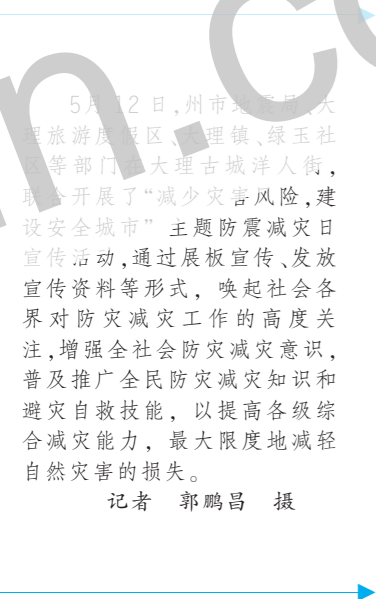 5月12日,州市地震局、大
理旅游度假区、大理镇、绿玉社
区等部门在大理古城洋人街,
联合开展了“减少灾害风险,建
设安全城市”主题防震减灾日
宣传活动,通过展板宣传、发放
宣传资料等形式，唤起社会各
界对防灾减灾工作的高度关
注,增强全社会防灾减灾意识,
普及推广全民防灾减灾知识和
避灾自救技能，以提高各级综
合减灾能力，最大限度地减轻
自然灾害的损失。
记者 郭鹏昌 摄